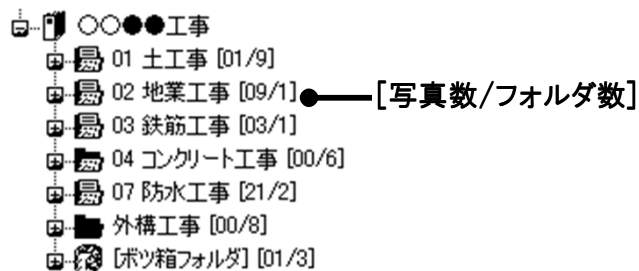 ○○●●工事
01 土工事 [01/9]
02 地業工事 [09/1] [写真数/フォルダ数]
03 鉄筋工事 [03/1]
04 コンクリート工事 [00/6]
07 防水工事 [21/2]
外構工事 [00/8]
[ボツ箱フォルダ] [01/3]